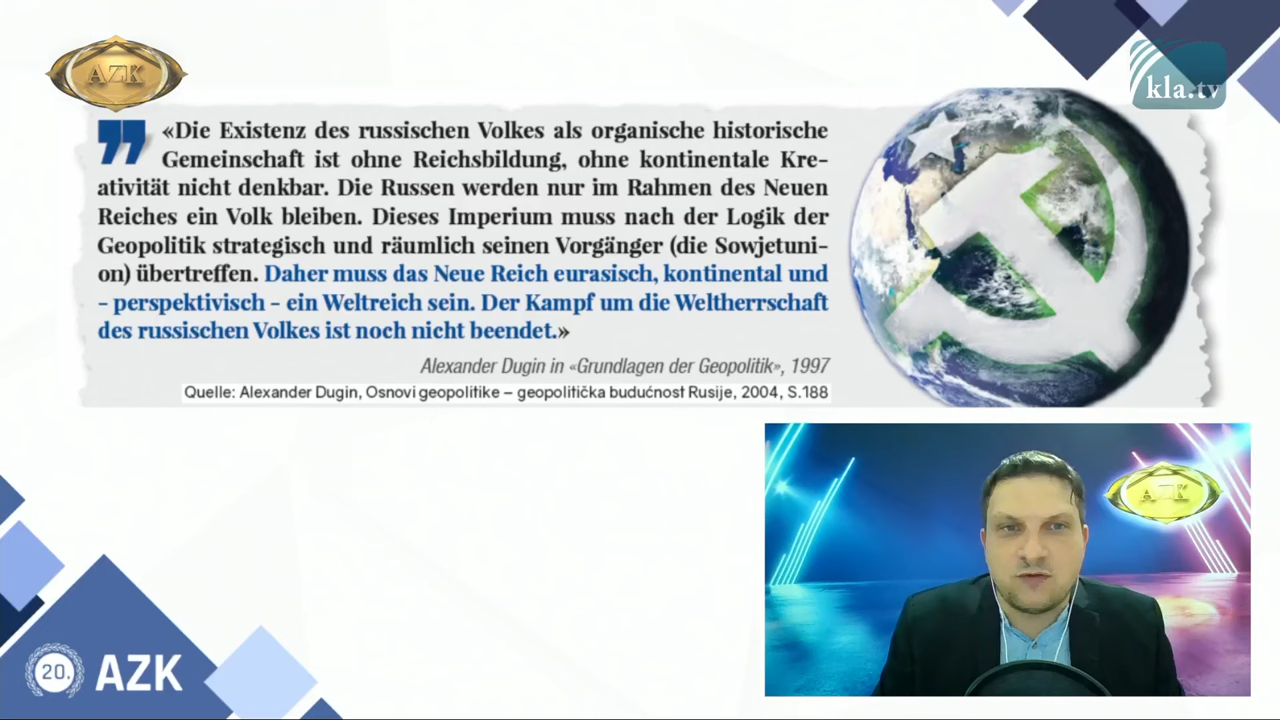 AZK
kla.tv
«Die Existenz des russischen Volkes als organische historische
Gemeinschaft ist ohne Reichsbildung, ohne kontinentale Kre-
ativität nicht denkbar. Die Russen werden nur im Rahmen des Neuen
Reiches ein Volk bleiben. Dieses Imperium muss nach der Logik der
Geopolitik strategisch und räumlich seinen Vorgänger (die Sowjetuni-
on) übertreffen. Daher muss das Neue Reich eurasisch, kontinental und
– perspektivisch – ein Weltreich sein. Der Kampf um die Weltherrschaft
des russischen Volkes ist noch nicht beendet.»
Alexander Dugin in «Grundlagen der Geopolitik», 1997
Quelle: Alexander Dugin, Osnovi geopolitike – geopolitička budućnost Rusije, 2004, S.188
AZK
20. AZK